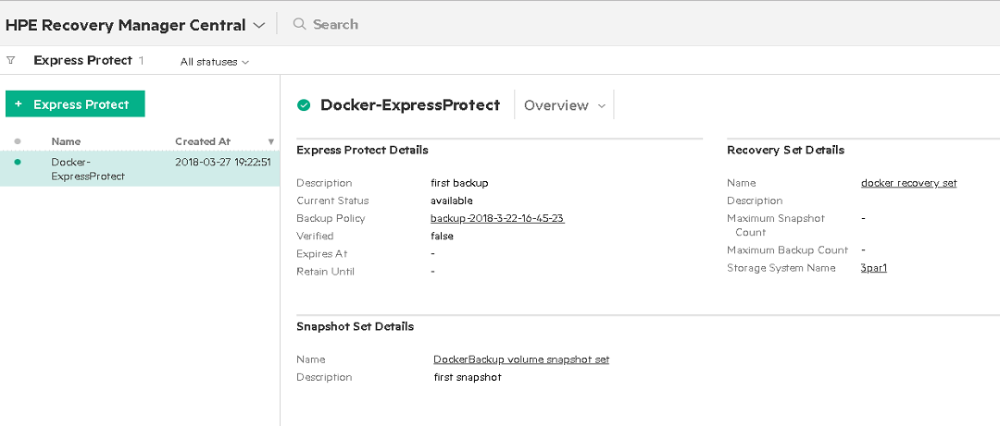 HPE Recovery Manager Central
Search
Express Protect 1
All statuses
+ Express Protect
Name Created At
Docker-
ExpressProtect
2018-03-27 19:22:51
Docker-ExpressProtect
Overview
Express Protect Details
Description first backup
Current Status available
Backup Policy backup-2018-3-22-16-45-23
Verified false
Expires At -
Retain Until -
Recovery Set Details
Name docker recovery set
Description
Maximum Snapshot
Count
-
Maximum Backup Count -
Storage System Name 3par1
Snapshot Set Details
Name DockerBackup volume snapshot set
Description first snapshot